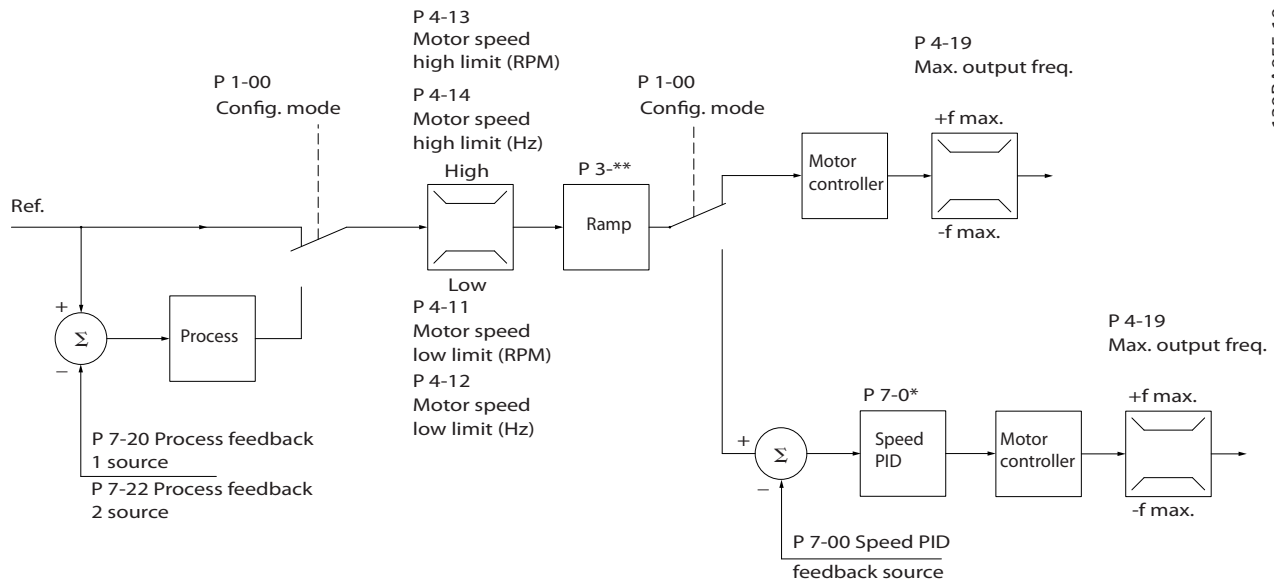 P 4-13
Motor speed
high limit (RPM)
P 4-14
Motor speed
high limit (Hz)
High
P 1-00
Config. mode
P 1-00
Config. mode
P 4-19
Max. output freq.
+f max.
-f max.
Motor
controller
P 3-**
Ramp
Ref.
+
Σ
−
Process
Low
P 4-11
Motor speed
low limit (RPM)
P 4-12
Motor speed
low limit (Hz)
P 7-20 Process feedback
1 source
P 7-22 Process feedback
2 source
P 4-19
Max. output freq.
+f max.
-f max.
P 7-0*
+
Σ
−
Speed
PID
Motor
controller
P 7-00 Speed PID
feedback source